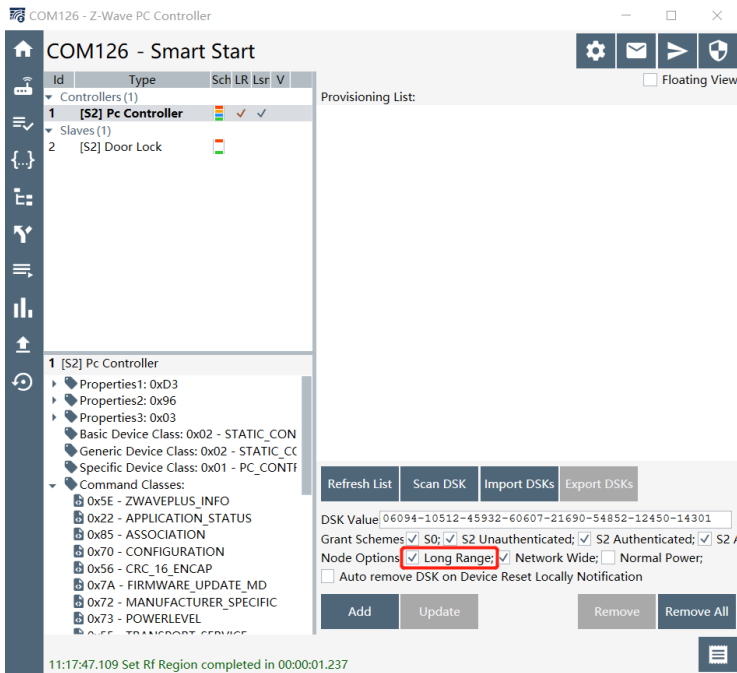 COM126 - Z-Wave PC Controller
COM126 - Smart Start
Floating View
Id Type Sch LR Lsr V
Controllers (1)
1 [S2] Pc Controller
Slaves (1)
2 [S2] Door Lock
Provisioning List:
1 [S2] Pc Controller
Properties1: 0xD3
Properties2: 0x96
Properties3: 0x03
Basic Device Class: 0x02 - STATIC_CON
Generic Device Class: 0x02 - STATIC_CC
Specific Device Class: 0x01 - PC_CONTF
Command Classes:
0x5E - ZWAVEPLUS_INFO
0x22 - APPLICATION_STATUS
0x85 - ASSOCIATION
0x70 - CONFIGURATION
0x56 - CRC_16_ENCAP
0x7A - FIRMWARE_UPDATE_MD
0x72 - MANUFACTURER_SPECIFIC
0x73 - POWERLEVEL
Refresh List Scan DSK Import DSKs Export DSKs
DSK Value 06094-10512-45932-60607-21690-54852-12450-14301
Grant Schemes S0; S2 Unauthenticated; S2 Authenticated; S2 A
Node Options Long Range; Network Wide; Normal Power;
Auto remove DSK on Device Reset Locally Notification
Add Update Remove Remove All
11:17:47.109 Set Rf Region completed in 00:00:01.237